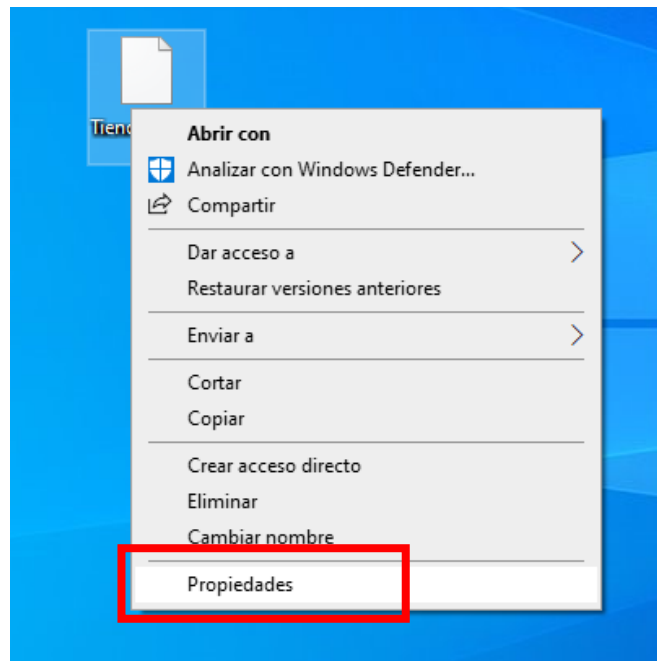 Abrir con
Analizar con Windows Defender...
Compartir
Dar acceso a
Restaurar versiones anteriores
Enviar a
Cortar
Copiar
Crear acceso directo
Eliminar
Cambiar nombre
Propiedades